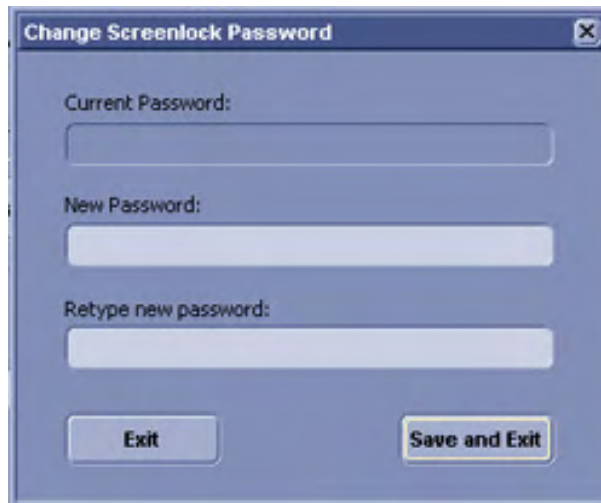 Change Screenlock Password
Current Password:
New Password:
Retype new password:
Exit
Save and Exit